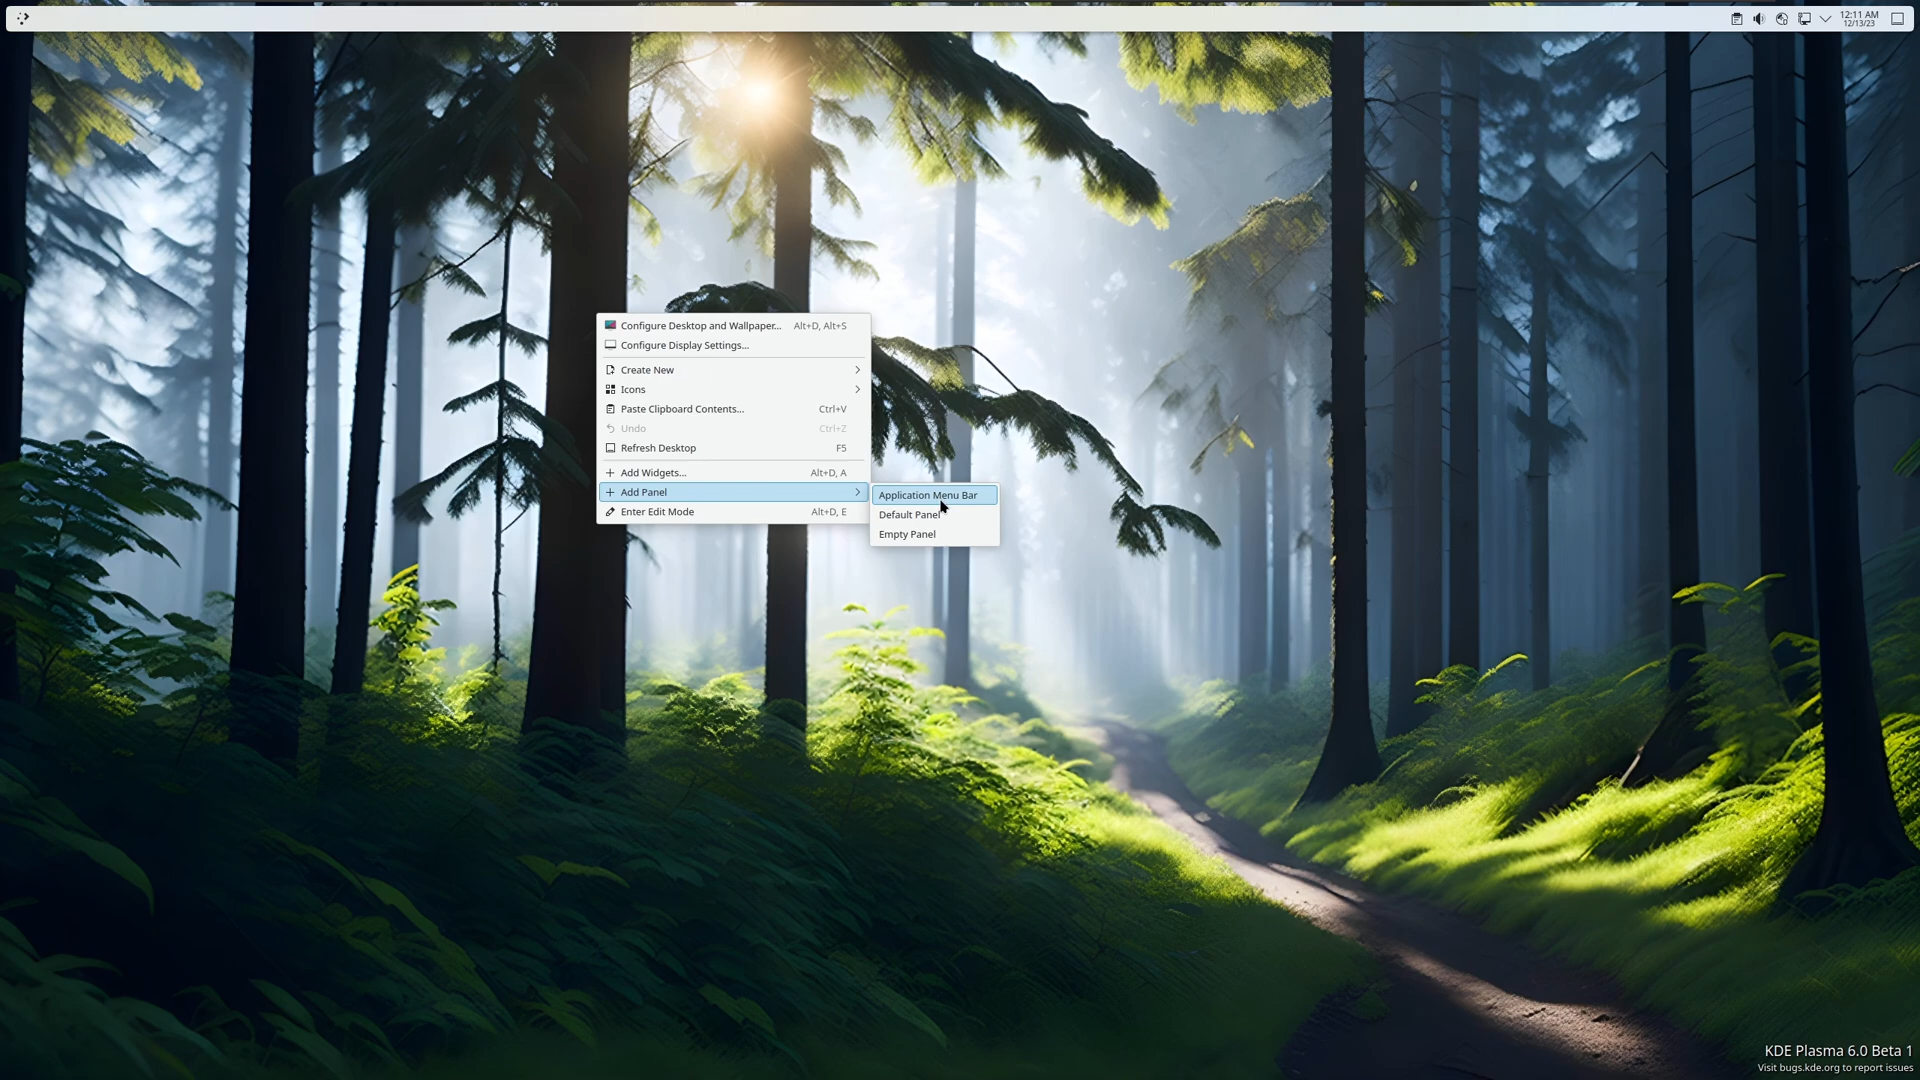 12:11 AM
12/13/23
Configure Desktop and Wallpaper... Alt+D, Alt+S
Configure Display Settings...
Create New
Icons
Paste Clipboard Contents... Ctrl+V
Undo Ctrl+Z
Refresh Desktop F5
Add Widgets... Alt+D, A
Add Panel
Enter Edit Mode Alt+D, E
Application Menu Bar
Default Panel
Empty Panel
KDE Plasma 6.0 Beta 1
Visit bugs.kde.org to report issues